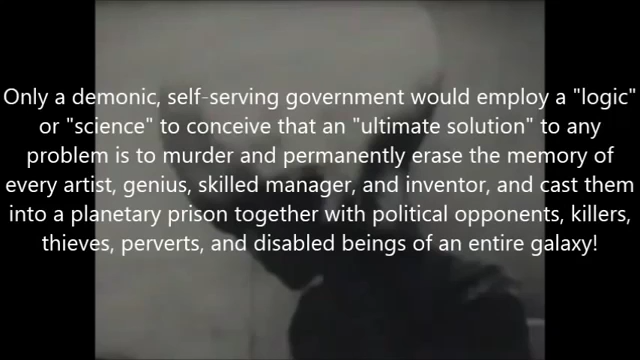 Only a demonic, self-serving government would employ a "logic"
or "science" to conceive that an "ultimate solution" to any
problem is to murder and permanently erase the memory of
every artist, genius, skilled manager, and inventor, and cast them
into a planetary prison together with political opponents, killers,
thieves, perverts, and disabled beings of an entire galaxy!